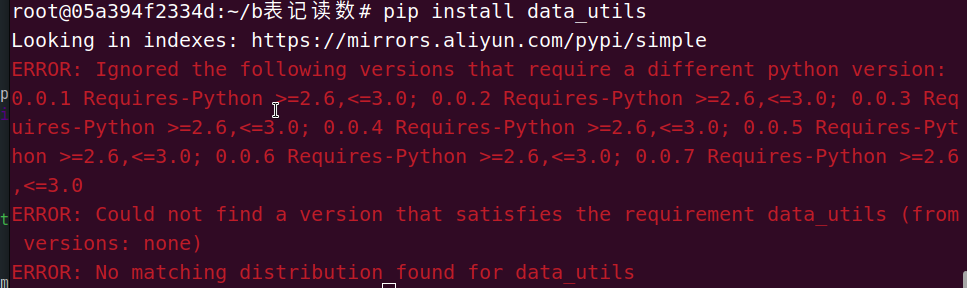 root@05a394f2334d:~/b表记读数# pip install data_utils
Looking in indexes: https://mirrors.aliyun.com/pypi/simple
ERROR: Ignored the following versions that require a different python version:
0.0.1 Requires-Python >=2.6,<=3.0; 0.0.2 Requires-Python >=2.6,<=3.0; 0.0.3 Req
uires-Python >=2.6,<=3.0; 0.0.4 Requires-Python >=2.6,<=3.0; 0.0.5 Requires-Pyt
hon >=2.6,<=3.0; 0.0.6 Requires-Python >=2.6,<=3.0; 0.0.7 Requires-Python >=2.6
,<=3.0
ERROR: Could not find a version that satisfies the requirement data_utils (from
 versions: none)
ERROR: No matching distribution found for data_utils